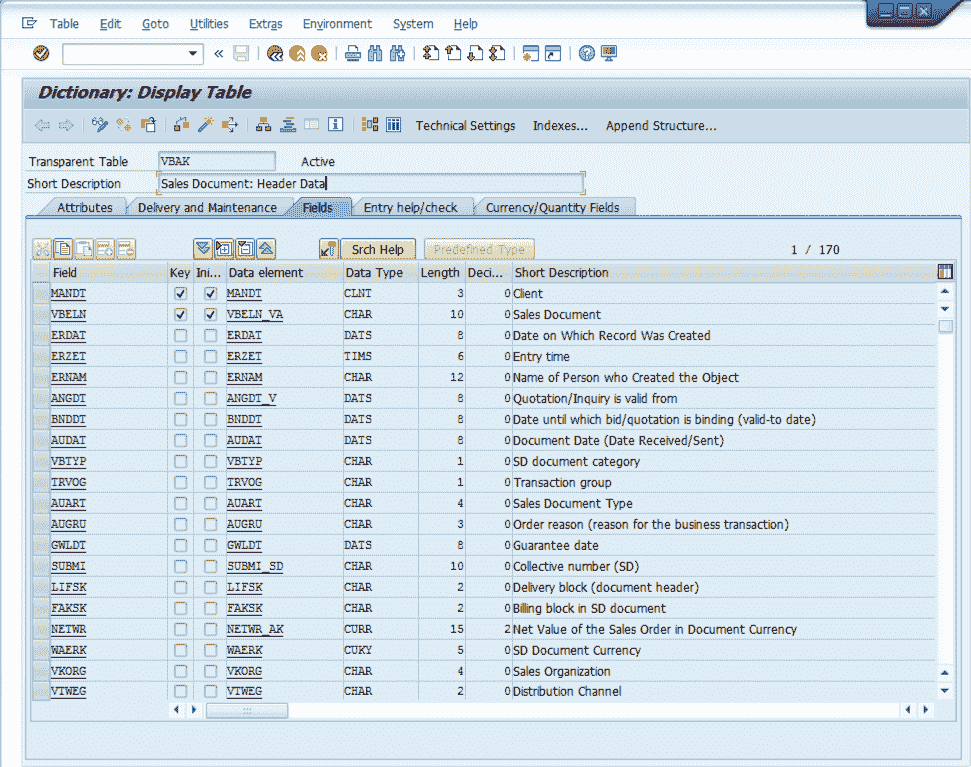 Table Edit Goto Utilities Extras Environment System Help
Dictionary: Display Table
Technical Settings Indexes... Append Structure...
Transparent Table VBAK Active
Short Description Sales Document: Header Data
Attributes Delivery and Maintenance Fields Entry help/check Currency/Quantity Fields
Srch Help Predefined Type 1 / 170
Field Key Ini... Data element Data Type Length Deci... Short Description
MANDT MANDT CLNT 3 0 Client
VBELN VBELN_VA CHAR 10 0 Sales Document
ERDAT ERDAT DATS 8 0 Date on Which Record Was Created
ERZET ERZET TIMS 6 0 Entry time
ERNAM ERNAM CHAR 12 0 Name of Person who Created the Object
ANGDT ANGDT_V DATS 8 0 Quotation/Inquiry is valid from
BNDDT BNDDT DATS 8 0 Date until which bid/quotation is binding (valid-to date)
AUDAT AUDAT DATS 8 0 Document Date (Date Received/Sent)
VBTYP VBTYP CHAR 1 0 SD document category
TRVOG TRVOG CHAR 1 0 Transaction group
AUART AUART CHAR 4 0 Sales Document Type
AUGRU AUGRU CHAR 3 0 Order reason (reason for the business transaction)
GWLDT GWLDT DATS 8 0 Guarantee date
SUBMI SUBMI_SD CHAR 10 0 Collective number (SD)
LIFSK LIFSK CHAR 2 0 Delivery block (document header)
FAKSK FAKSK CHAR 2 0 Billing block in SD document
NETWR NETWR_AK CURR 15 2 Net Value of the Sales Order in Document Currency
WAERK WAERK CUKY 5 0 SD Document Currency
VKORG VKORG CHAR 4 0 Sales Organization
VTWEG VTWEG CHAR 2 0 Distribution Channel